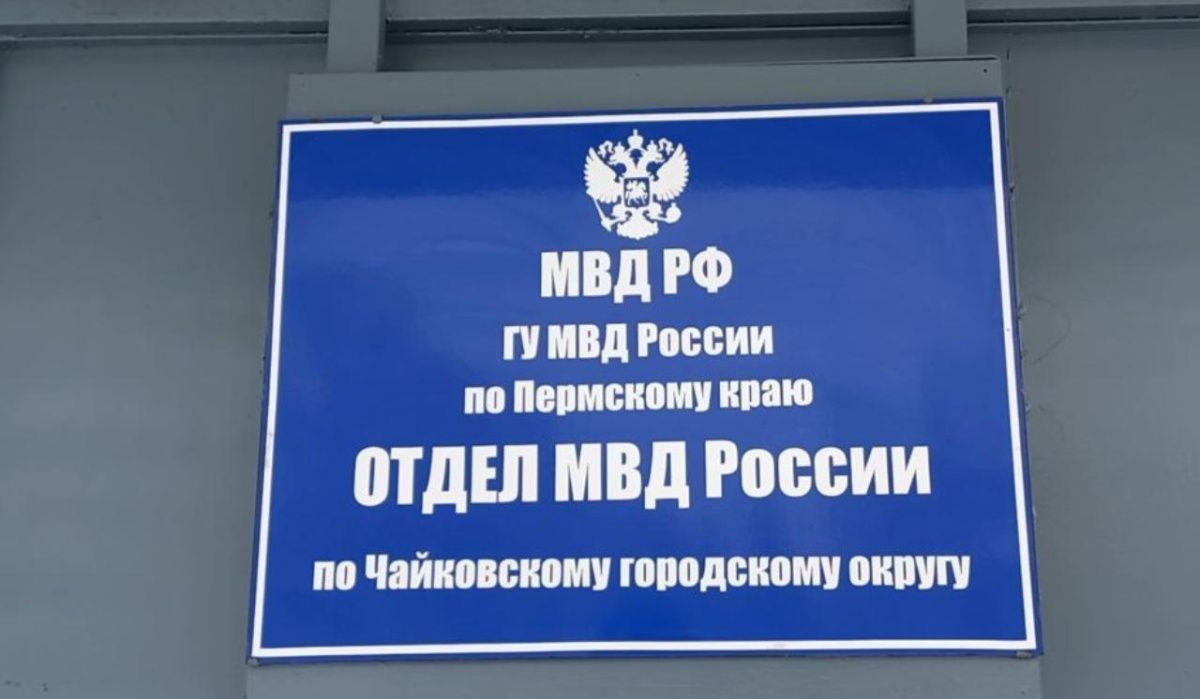 МВД РФ
ГУ МВД России
по Пермскому краю
ОТДЕЛ МВД России
по Чайковскому городскому округу